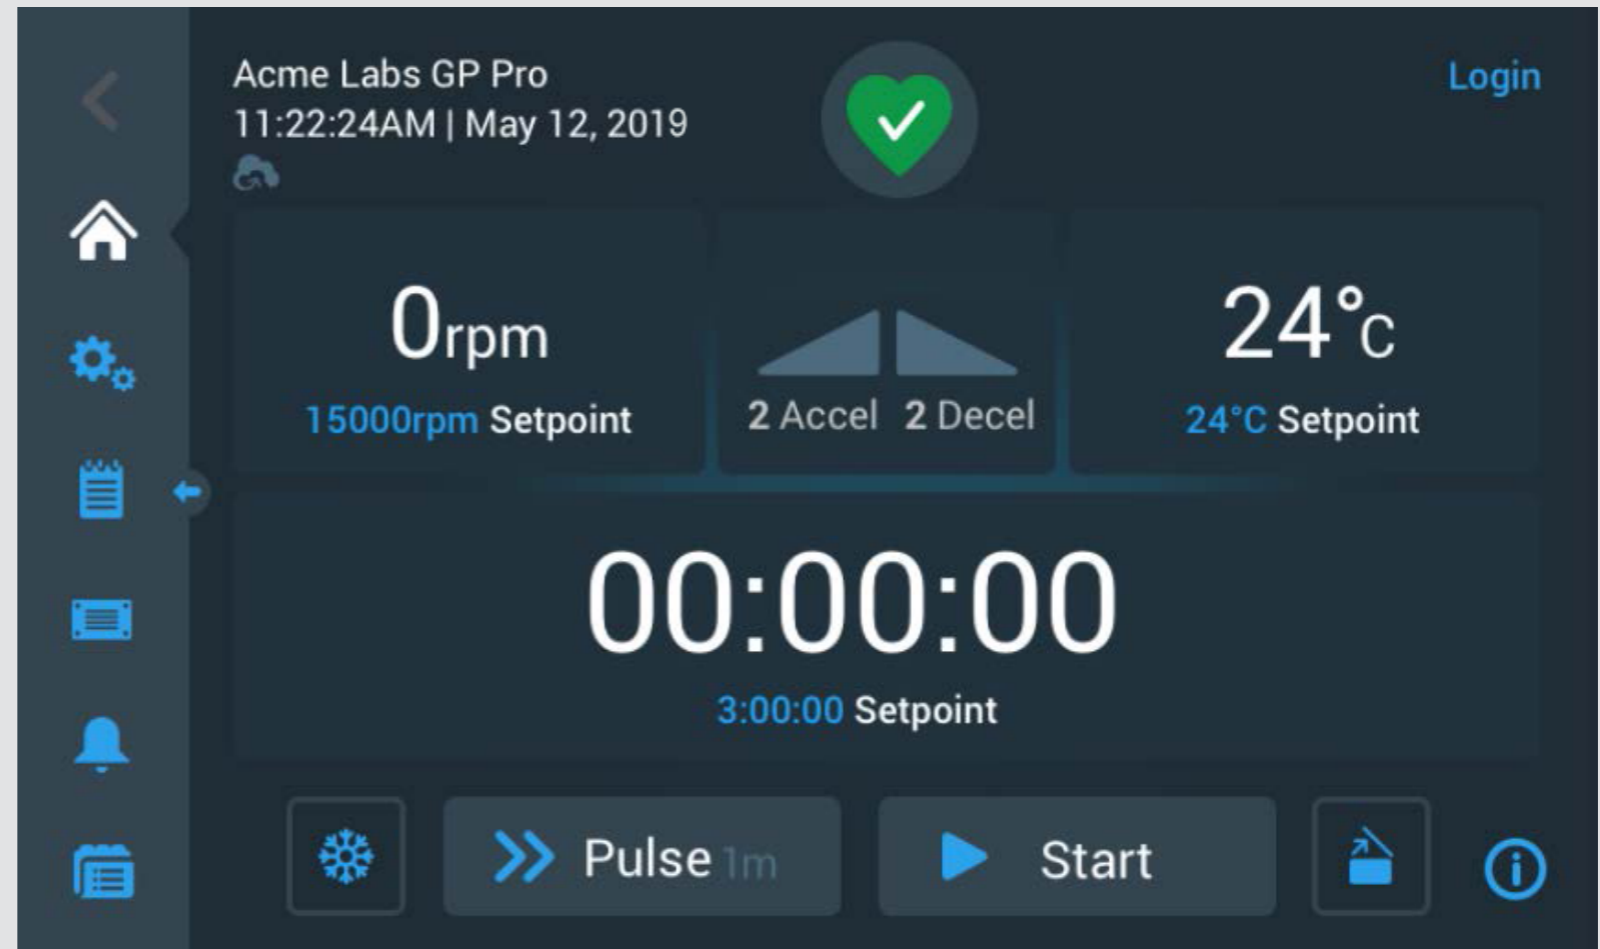 Acme Labs GP Pro
Login
11:22:24AM | May 12, 2019
0rpm
24°C
15000rpm Setpoint
2 Accel 2 Decel
24°C Setpoint
00:00:00
3:00:00 Setpoint
Pulse 1m
Start